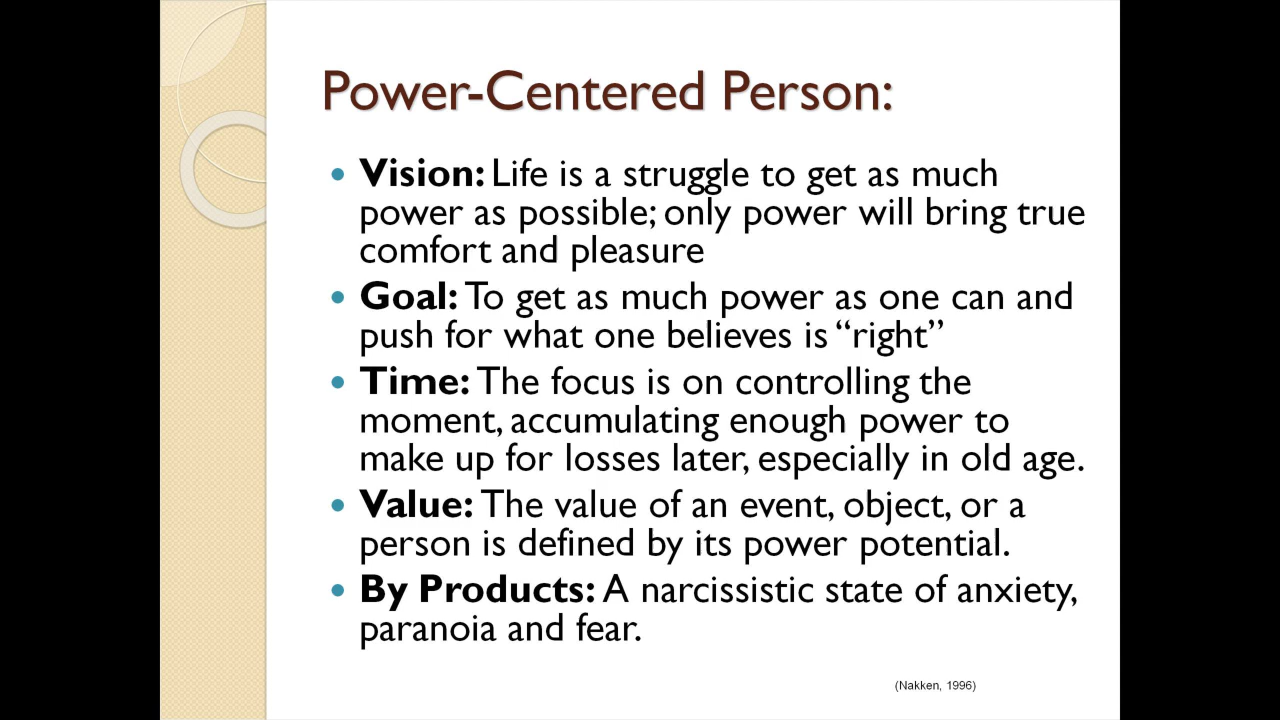 Power-Centered Person:
• Vision: Life is a struggle to get as much
power as possible; only power will bring true
comfort and pleasure
• Goal: To get as much power as one can and
push for what one believes is “right”
• Time: The focus is on controlling the
moment, accumulating enough power to
make up for losses later, especially in old age.
• Value: The value of an event, object, or a
person is defined by its power potential.
• By Products: A narcissistic state of anxiety,
paranoia and fear.
(Nakken, 1996)